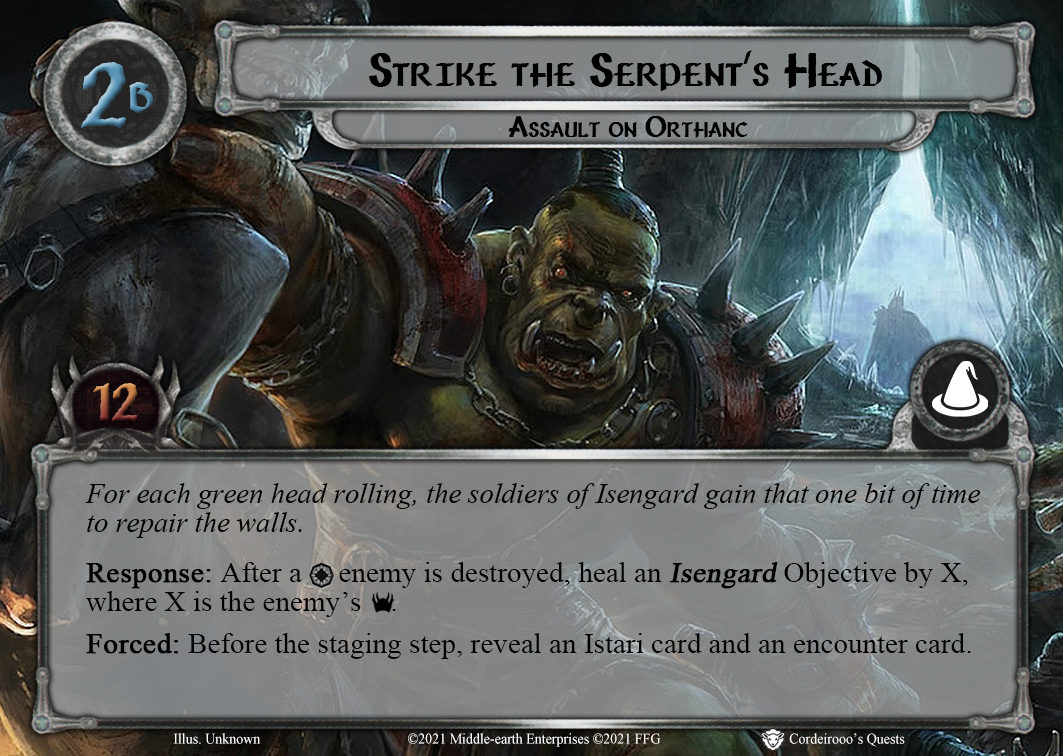 2B
STRIKE THE SERPENT'S HEAD
ASSAULT ON ORTHANC
12
For each green head rolling, the soldiers of Isengard gain that one bit of time
to repair the walls.
Response: After a enemy is destroyed, heal an Isengard Objective by X,
where X is the enemy's .
Forced: Before the staging step, reveal an Istari card and an encounter card.
Illus. Unknown ©2021 Middle-earth Enterprises ©2021 FFG Cordeirooo's Quests